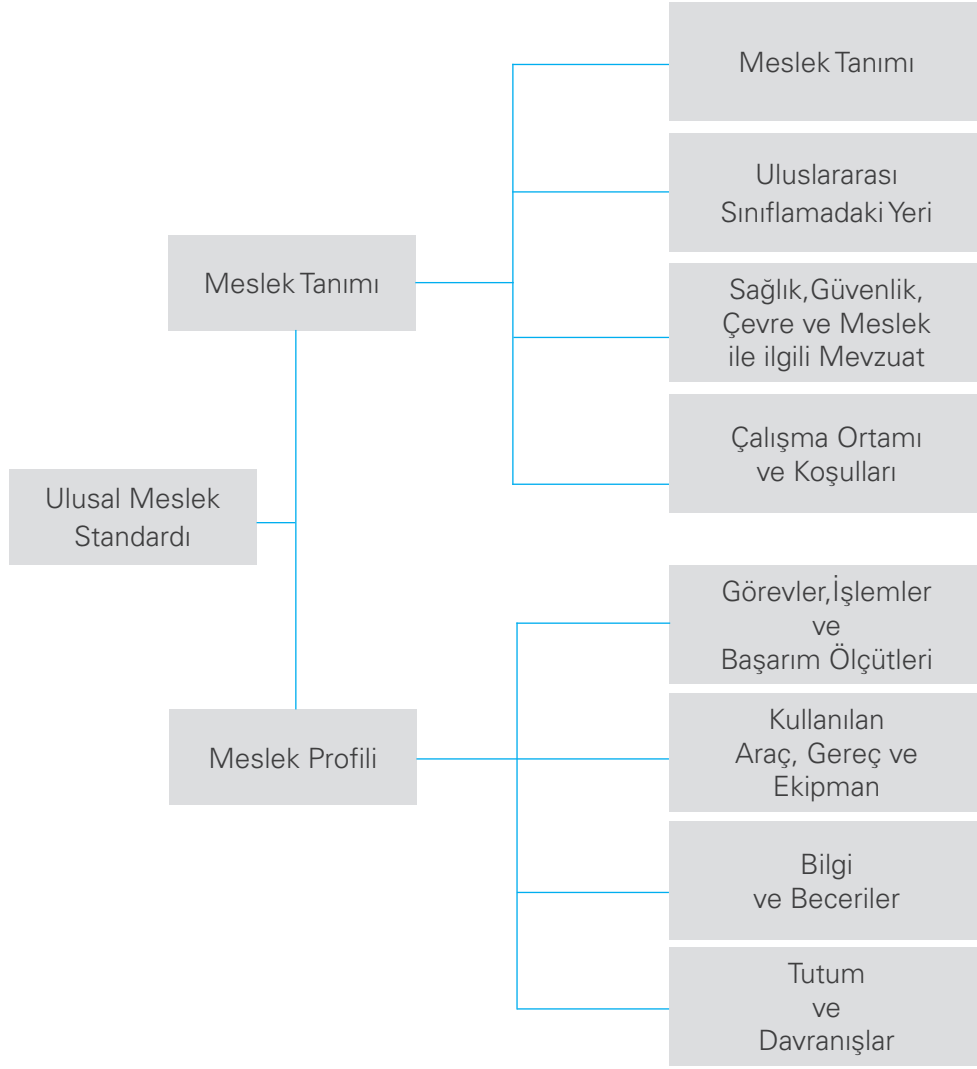 Meslek Tanımı
Uluslararası
Sınıflamadaki Yeri
Meslek Tanımı
Sağlık,Güvenlik,
Çevre ve Meslek
ile ilgili Mevzuat
Çalışma Ortamı
ve Koşulları
Ulusal Meslek
Standardı
Görevler,İşlemler
ve
Başarım Ölçütleri
Meslek Profili
Kullanılan
Araç, Gereç ve
Ekipman
Bilgi
ve Beceriler
Tutum
ve
Davranışlar